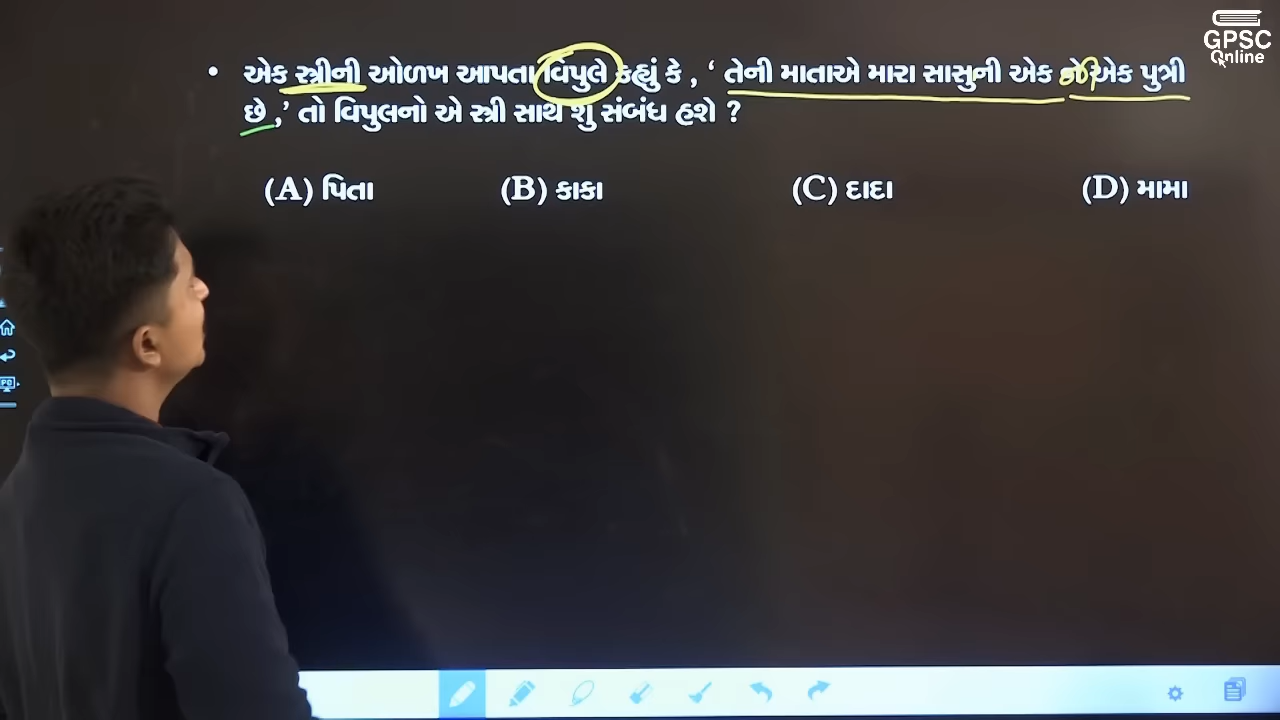 GPSC
Online
• એક સ્ત્રીની ઓળખ આપતા વિપુલે કહ્યું કે , ‘ તેની માતાએ મારા સાસુની એક ની એક પુત્રી
છે ,’ તો વિપુલનો એ સ્ત્રી સાથે શું સંબંધ હશે ?
(A) પિતા (B) કાકા (C) દાદા (D) મામા